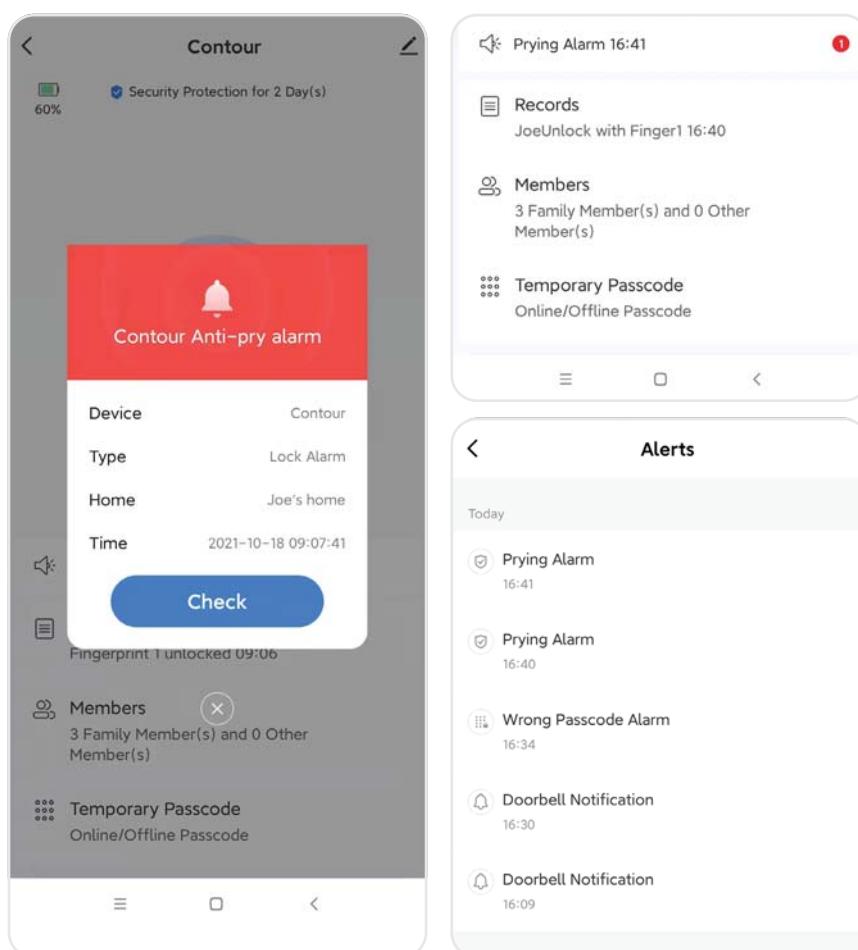 Contour
60%
Security Protection for 2 Day(s)
Contour Anti-pry alarm
Device Contour
Type Lock Alarm
Home Joe's home
Time 2021-10-18 09:07:41
Check
Fingerprint 1 unlocked 09:06
Members
3 Family Member(s) and 0 Other
Member(s)
Temporary Passcode
Online/Offline Passcode
Prying Alarm 16:41
1
Records
JoeUnlock with Finger1 16:40
Members
3 Family Member(s) and 0 Other
Member(s)
Temporary Passcode
Online/Offline Passcode
Alerts
Today
Prying Alarm
16:41
Prying Alarm
16:40
Wrong Passcode Alarm
16:34
Doorbell Notification
16:30
Doorbell Notification
16:09